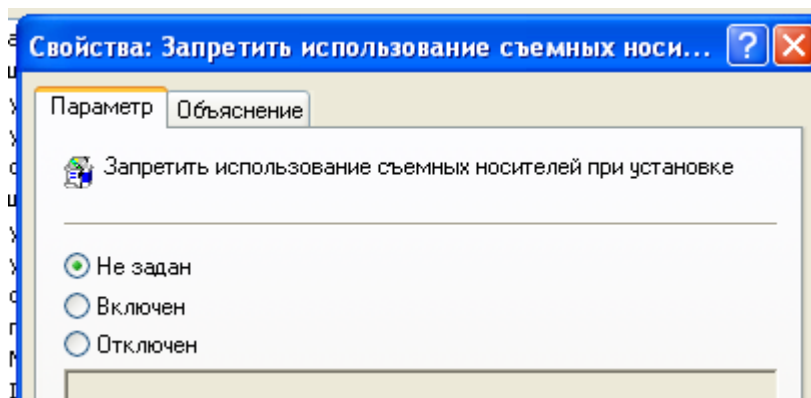 Свойства: Запретить использование съемных носи...
Параметр
Объяснение
Запретить использование съемных носителей при установке
Не задан
Включен
Отключен